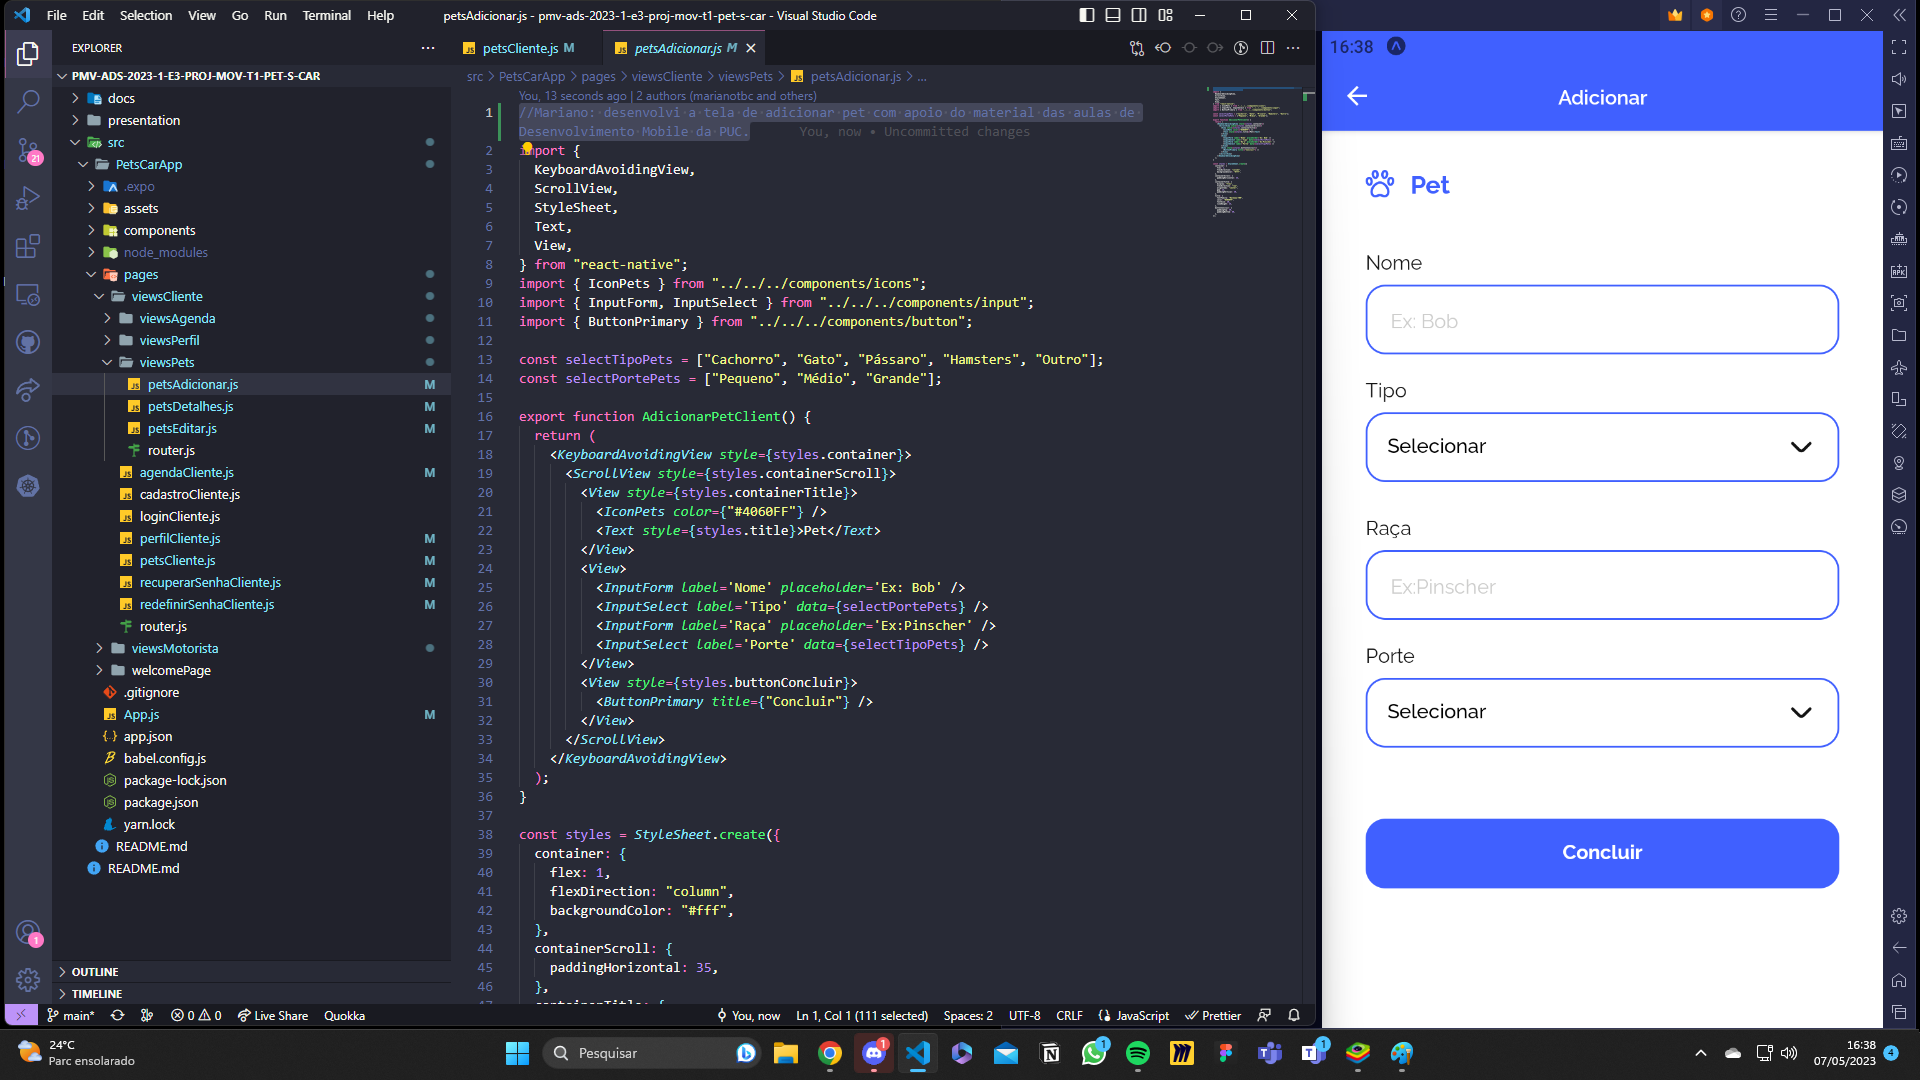 File Edit Selection View Go Run Terminal Help
petsAdicionar.js - pmv-ads-2023-1-e3-proj-mov-t1-pet-s-car - Visual Studio Code
EXPLORER
PMV-ADS-2023-1-E3-PROJ-MOV-T1-PET-S-CAR
docs
presentation
src
PetsCarApp
.expo
assets
components
node_modules
pages
viewsCliente
viewsAgenda
viewsPerfil
viewsPets
petsAdicionar.js M
petsDetalhes.js M
petsEditar.js M
router.js
agendaCliente.js M
cadastroCliente.js
loginCliente.js
perfilCliente.js M
petsCliente.js M
recuperarSenhaCliente.js M
redefinirSenhaCliente.js M
router.js
viewsMotorista
welcomePage
.gitignore
App.js M
app.json
babel.config.js
package-lock.json
package.json
yarn.lock
README.md
README.md
OUTLINE
TIMELINE
21
1
petsCliente.js M
petsAdicionar.js M
src > PetsCarApp > pages > viewsCliente > viewsPets > petsAdicionar.js > ...
You, 13 seconds ago | 2 authors (marianotbc and others)
1 //Mariano: desenvolvi a tela de adicionar pet com apoio do material das aulas de
Desenvolvimento Mobile da PUC. You, now • Uncommitted changes
2 import {
3 KeyboardAvoidingView,
4 ScrollView,
5 StyleSheet,
6 Text,
7 View,
8 } from "react-native";
9 import { IconPets } from "../../../components/icons";
10 import { InputForm, InputSelect } from "../../../components/input";
11 import { ButtonPrimary } from "../../../components/button";
12
13 const selectTipoPets = ["Cachorro", "Gato", "Pássaro", "Hamsters", "Outro"];
14 const selectPortePets = ["Pequeno", "Médio", "Grande"];
15
16 export function AdicionarPetClient() {
17 return (
18 <KeyboardAvoidingView style={styles.container}>
19 <ScrollView style={styles.containerScroll}>
20 <View style={styles.containerTitle}>
21 <IconPets color={"#4060FF"} />
22 <Text style={styles.title}>Pet</Text>
23 </View>
24 <View>
25 <InputForm label='Nome' placeholder='Ex: Bob' />
26 <InputSelect label='Tipo' data={selectPortePets} />
27 <InputForm label='Raça' placeholder='Ex:Pinscher' />
28 <InputSelect label='Porte' data={selectTipoPets} />
29 </View>
30 <View style={styles.buttonConcluir}>
31 <ButtonPrimary title={"Concluir"} />
32 </View>
33 </ScrollView>
34 </KeyboardAvoidingView>
35 );
36 }
37
38 const styles = StyleSheet.create({
39 container: {
40 flex: 1,
41 flexDirection: "column",
42 backgroundColor: "#fff",
43 },
44 containerScroll: {
45 paddingHorizontal: 35,
46 },
47 containerTitle: {
main* 0 0 Live Share Quokka You, now Ln 1, Col 1 (111 selected) Spaces: 2 UTF-8 CRLF JavaScript Prettier
16:38
Adicionar
Pet
Nome
Ex: Bob
Tipo
Selecionar
Raça
Ex:Pinscher
Porte
Selecionar
Concluir
24°C
Parc ensolarado
Pesquisar
1
1
1
16:38
07/05/2023
4